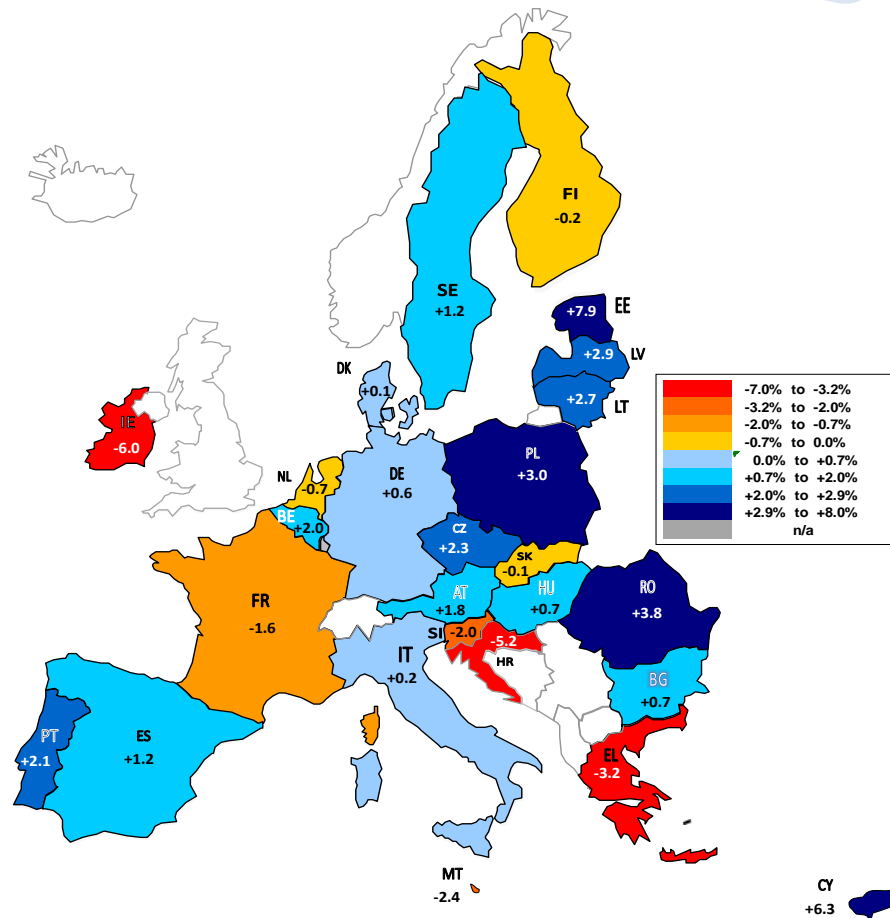 FI
-0.2
SE
+1.2
+7.9
EE
+2.9
LV
+2.7
LT
DK
+0.1
IE
-6.0
-7.0% to -3.2%
-3.2% to -2.0%
-2.0% to -0.7%
-0.7% to 0.0%
0.0% to +0.7%
+0.7% to +2.0%
+2.0% to +2.9%
+2.9% to +8.0%
n/a
NL
-0.7
DE
+0.6
PL
+3.0
BE
+2.0
CZ
+2.3
SK
-0.1
FR
-1.6
AT
+1.8
HU
+0.7
RO
+3.8
SI
-2.0
-5.2
HR
IT
+0.2
BG
+0.7
PT
+2.1
ES
+1.2
EL
-3.2
MT
-2.4
CY
+6.3